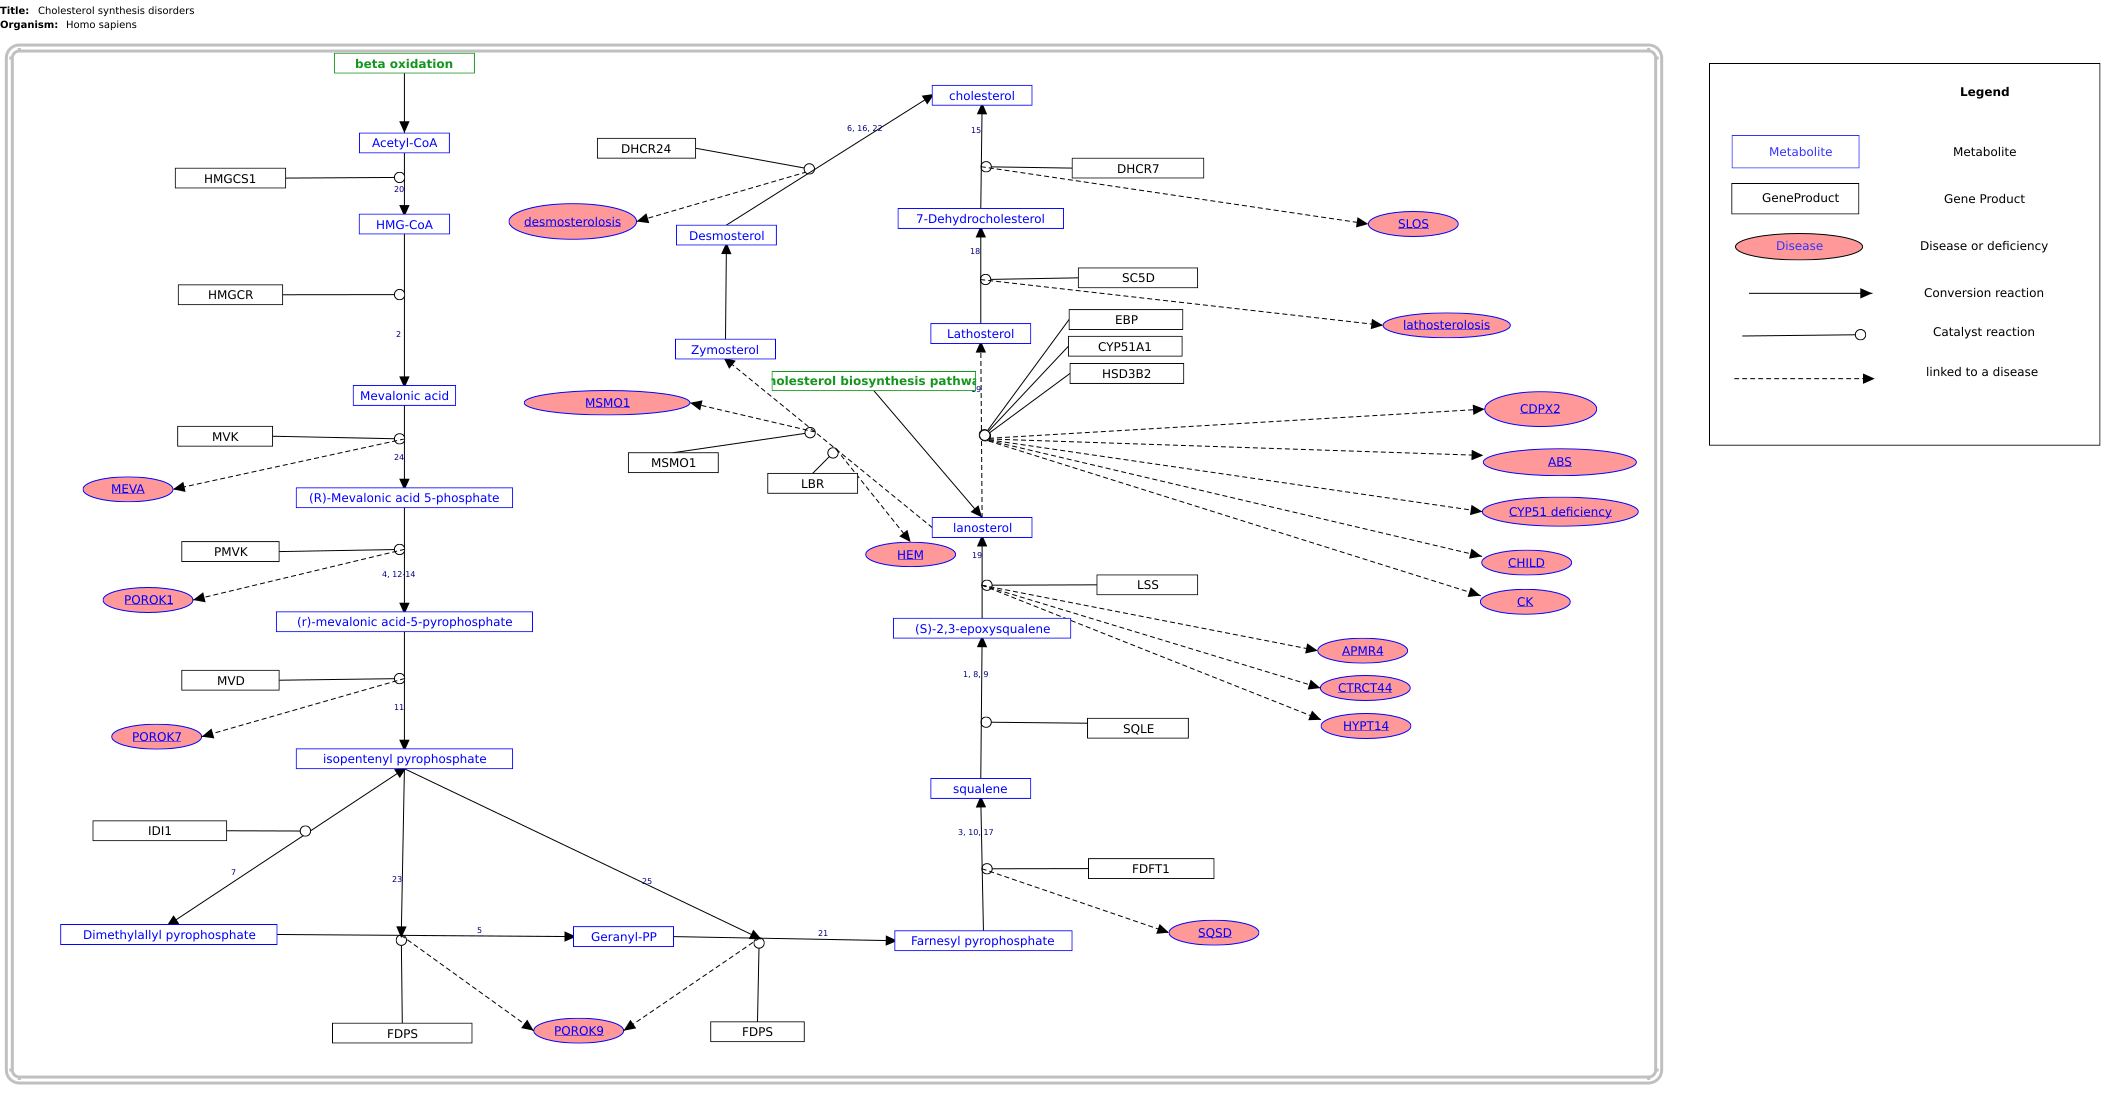 Title: Cholesterol synthesis disorders
Organism: Homo sapiens
beta oxidation
Acetyl-CoA
HMGCS1
20
HMG-CoA
HMGCR
2
Mevalonic acid
MVK
24
MEVA
(R)-Mevalonic acid 5-phosphate
PMVK
4, 12-14
POROK1
(r)-mevalonic acid-5-pyrophosphate
MVD
11
POROK7
isopentenyl pyrophosphate
IDI1
7
23
25
Dimethylallyl pyrophosphate
5
Geranyl-PP
21
Farnesyl pyrophosphate
FDPS
POROK9
FDPS
cholesterol
6, 16, 22
15
DHCR24
DHCR7
desmosterolosis
Desmosterol
7-Dehydrocholesterol
SLOS
18
SC5D
Zymosterol
Lathosterol
lathosterolosis
EBP
CYP51A1
HSD3B2
holesterol biosynthesis pathwa
9
MSMO1
MSMO1
LBR
CDPX2
ABS
CYP51 deficiency
CHILD
CK
lanosterol
HEM
19
LSS
(S)-2,3-epoxysqualene
APMR4
CTRCT44
HYPT14
1, 8, 9
SQLE
squalene
3, 10, 17
FDFT1
SQSD
Legend
Metabolite Metabolite
GeneProduct Gene Product
Disease Disease or deficiency
Conversion reaction
Catalyst reaction
linked to a disease